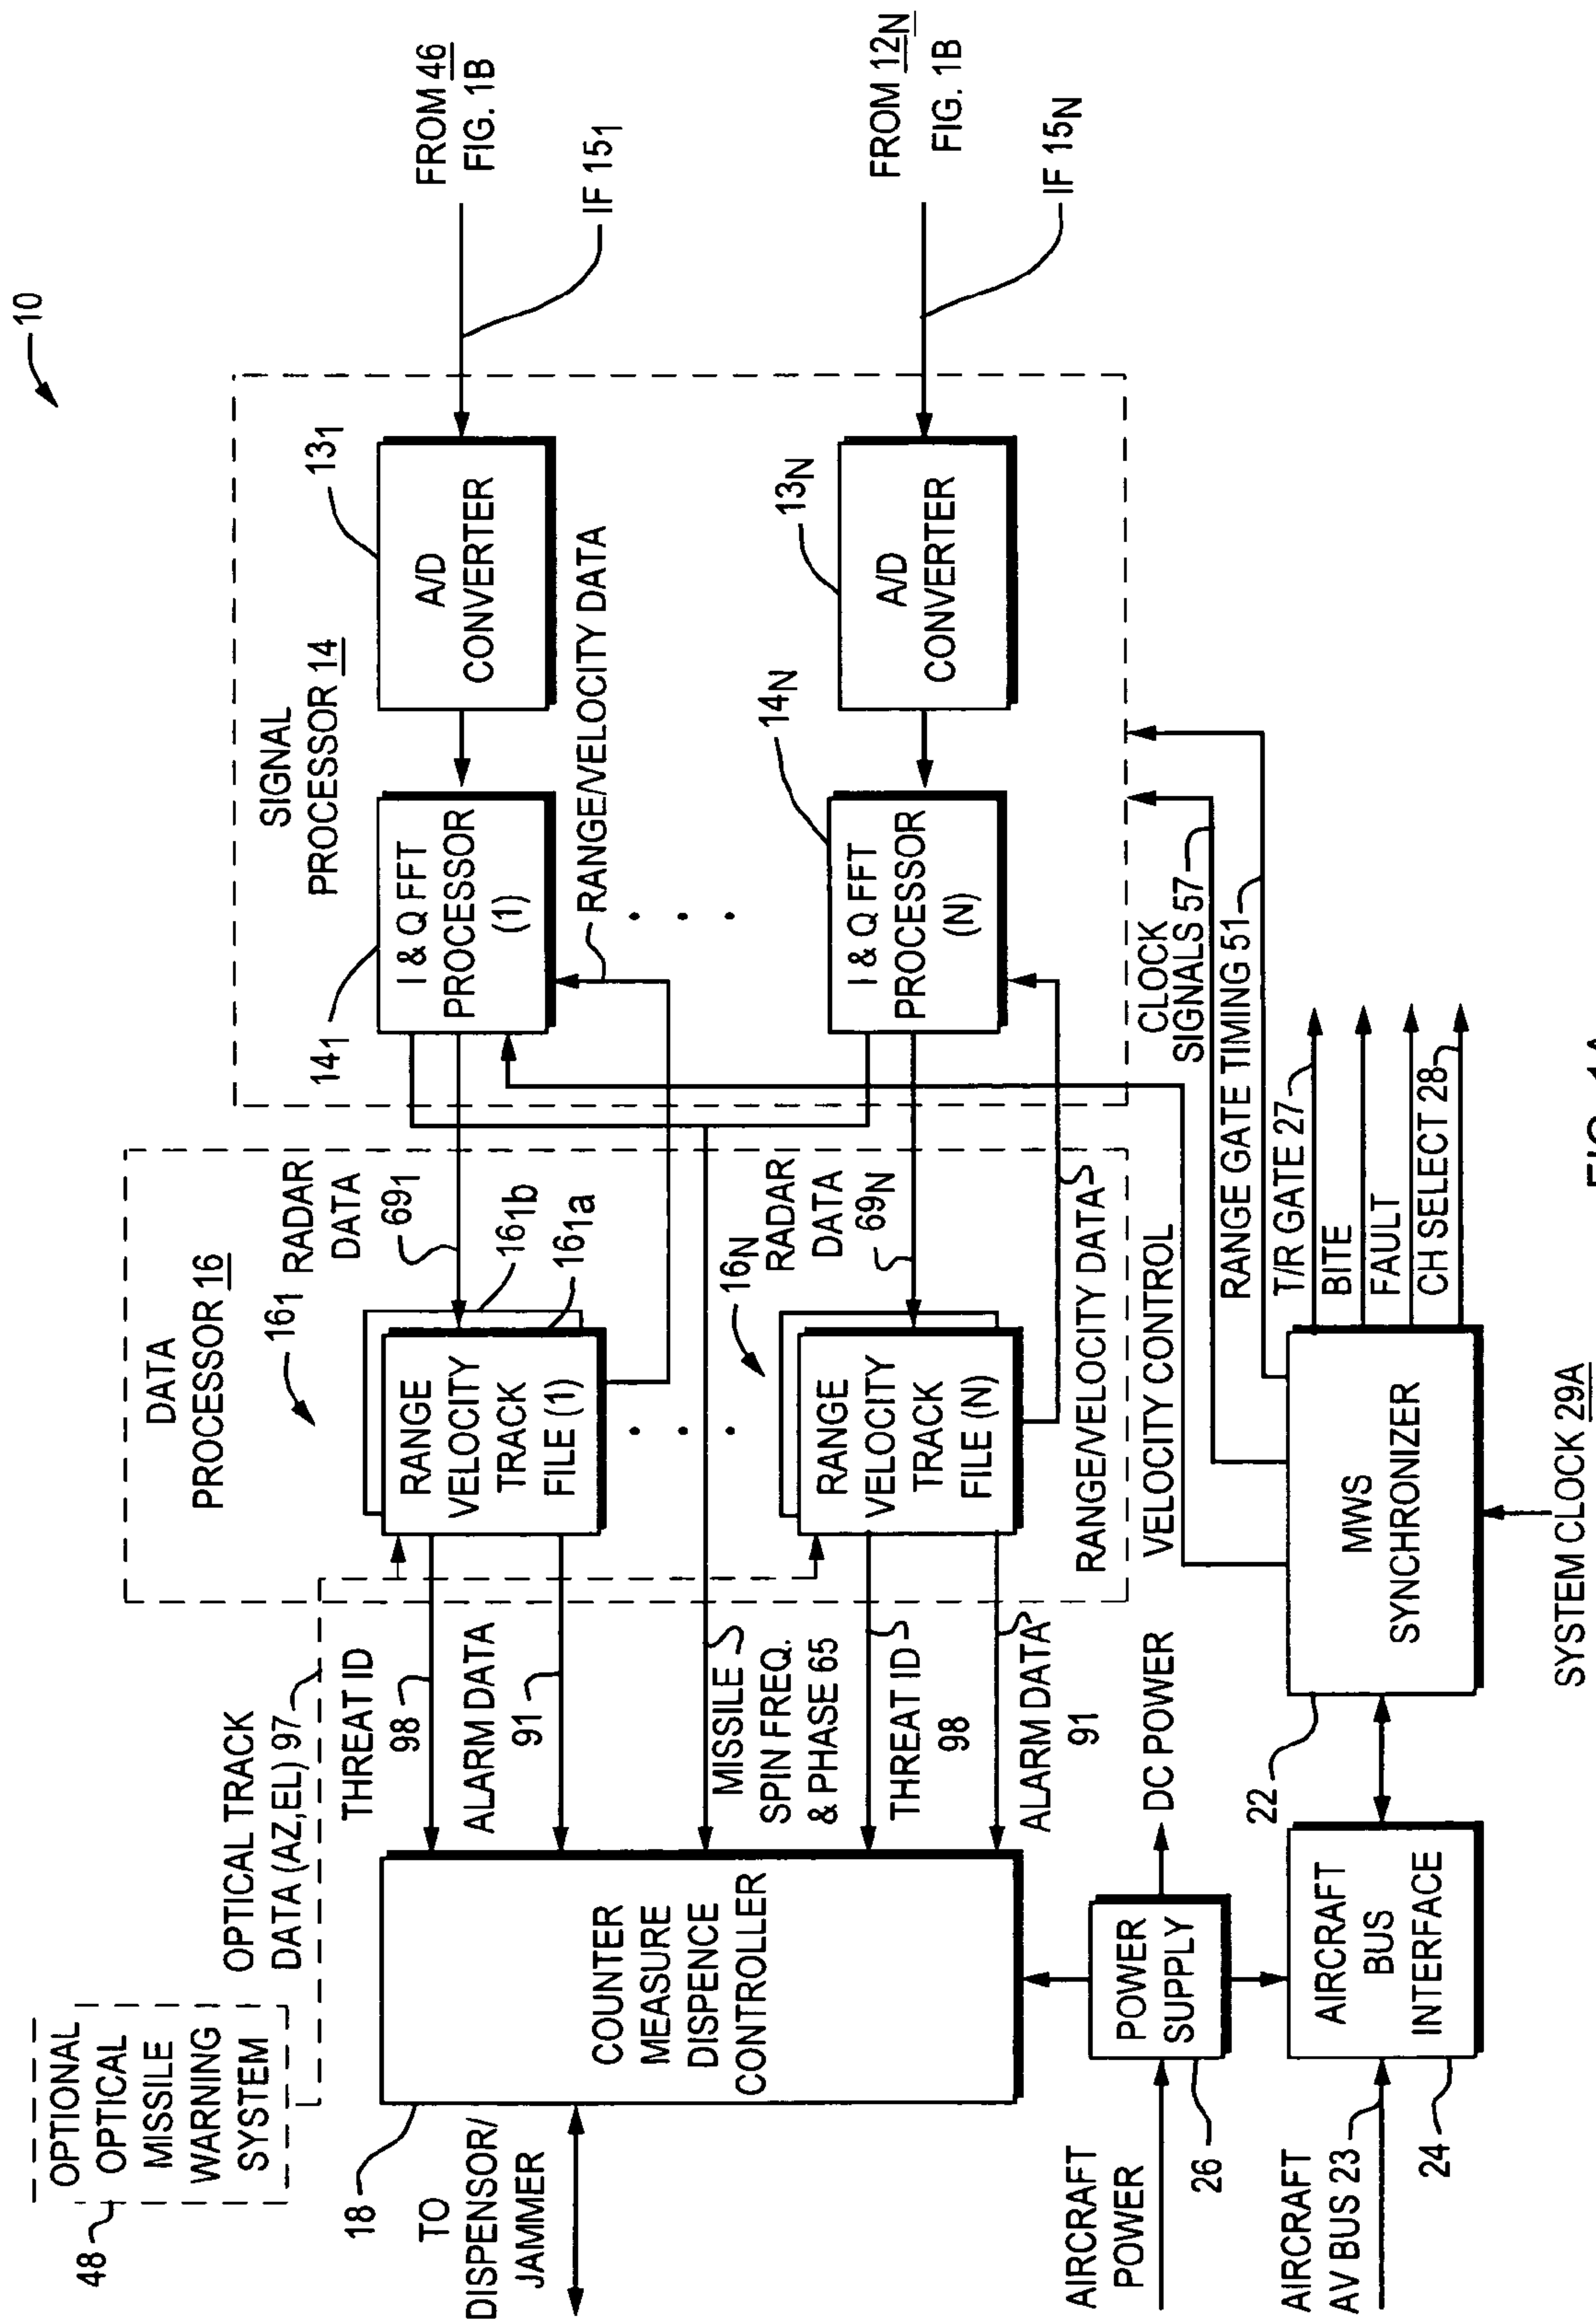 10
OPTIONAL
OPTICAL
MISSILE
WARNING
SYSTEM
48
OPTICAL TRACK
DATA (AZ,EL) 97
DATA
PROCESSOR 16
SIGNAL
PROCESSOR 14
18
TO
DISPENSOR/
JAMMER
COUNTER
MEASURE
DISPENCE
CONTROLLER
THREAT ID
98
ALARM DATA
91
MISSILE
SPIN FREQ.
& PHASE 65
THREAT ID
98
ALARM DATA
91
161
RANGE
VELOCITY
TRACK
FILE (1)
161b
161a
RADAR
DATA
691
16N
RANGE
VELOCITY
TRACK
FILE (N)
RADAR
DATA
69N
RANGE/VELOCITY DATA
VELOCITY CONTROL
141
I & Q FFT
PROCESSOR
(1)
RANGE/VELOCITY DATA
14N
I & Q FFT
PROCESSOR
(N)
131
A/D
CONVERTER
13N
A/D
CONVERTER
FROM 46
FIG. 1B
IF 151
FROM 12N
FIG. 1B
IF 15N
CLOCK
SIGNALS 57
RANGE GATE TIMING 51
T/R GATE 27
BITE
FAULT
CH SELECT 28
AIRCRAFT
POWER
POWER
SUPPLY
26
DC POWER
AIRCRAFT
AV BUS 23
AIRCRAFT
BUS
INTERFACE
24
22
MWS
SYNCHRONIZER
SYSTEM CLOCK 29A